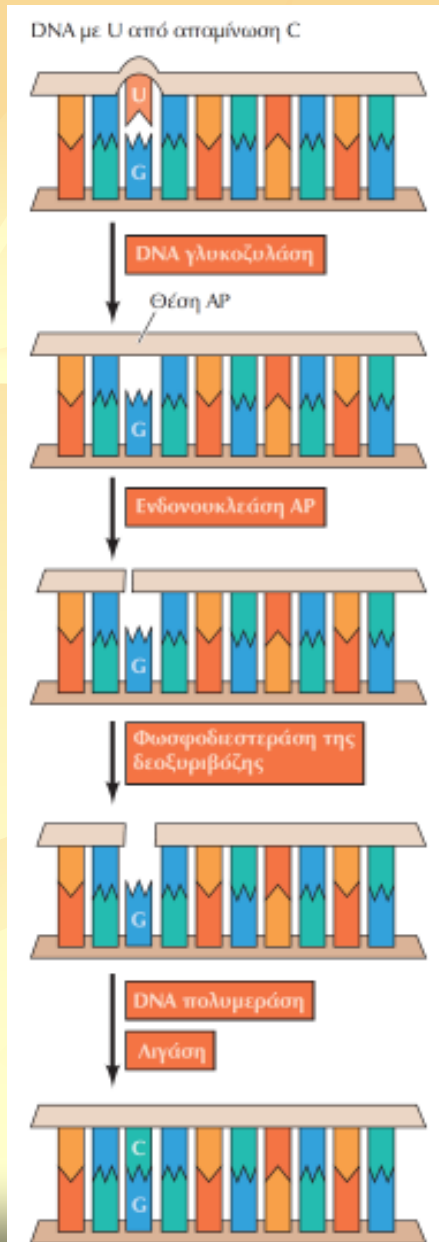 DNA με U από απαμίνωση C
U
G
DNA γλυκοζυλάση
Θέση AP
G
Ενδονουκλεάση AP
G
Φωσφοδιεστεράση της
δεοξυριβόζης
G
DNA πολυμεράση
Λιγάση
C
G